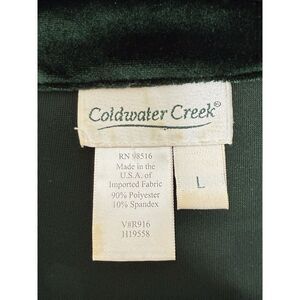 Coldwater Creek®
RN 98516
Made in the
U.S.A. of
Imported Fabric
90% Polyester
10% Spandex
V#R916
H19558
L